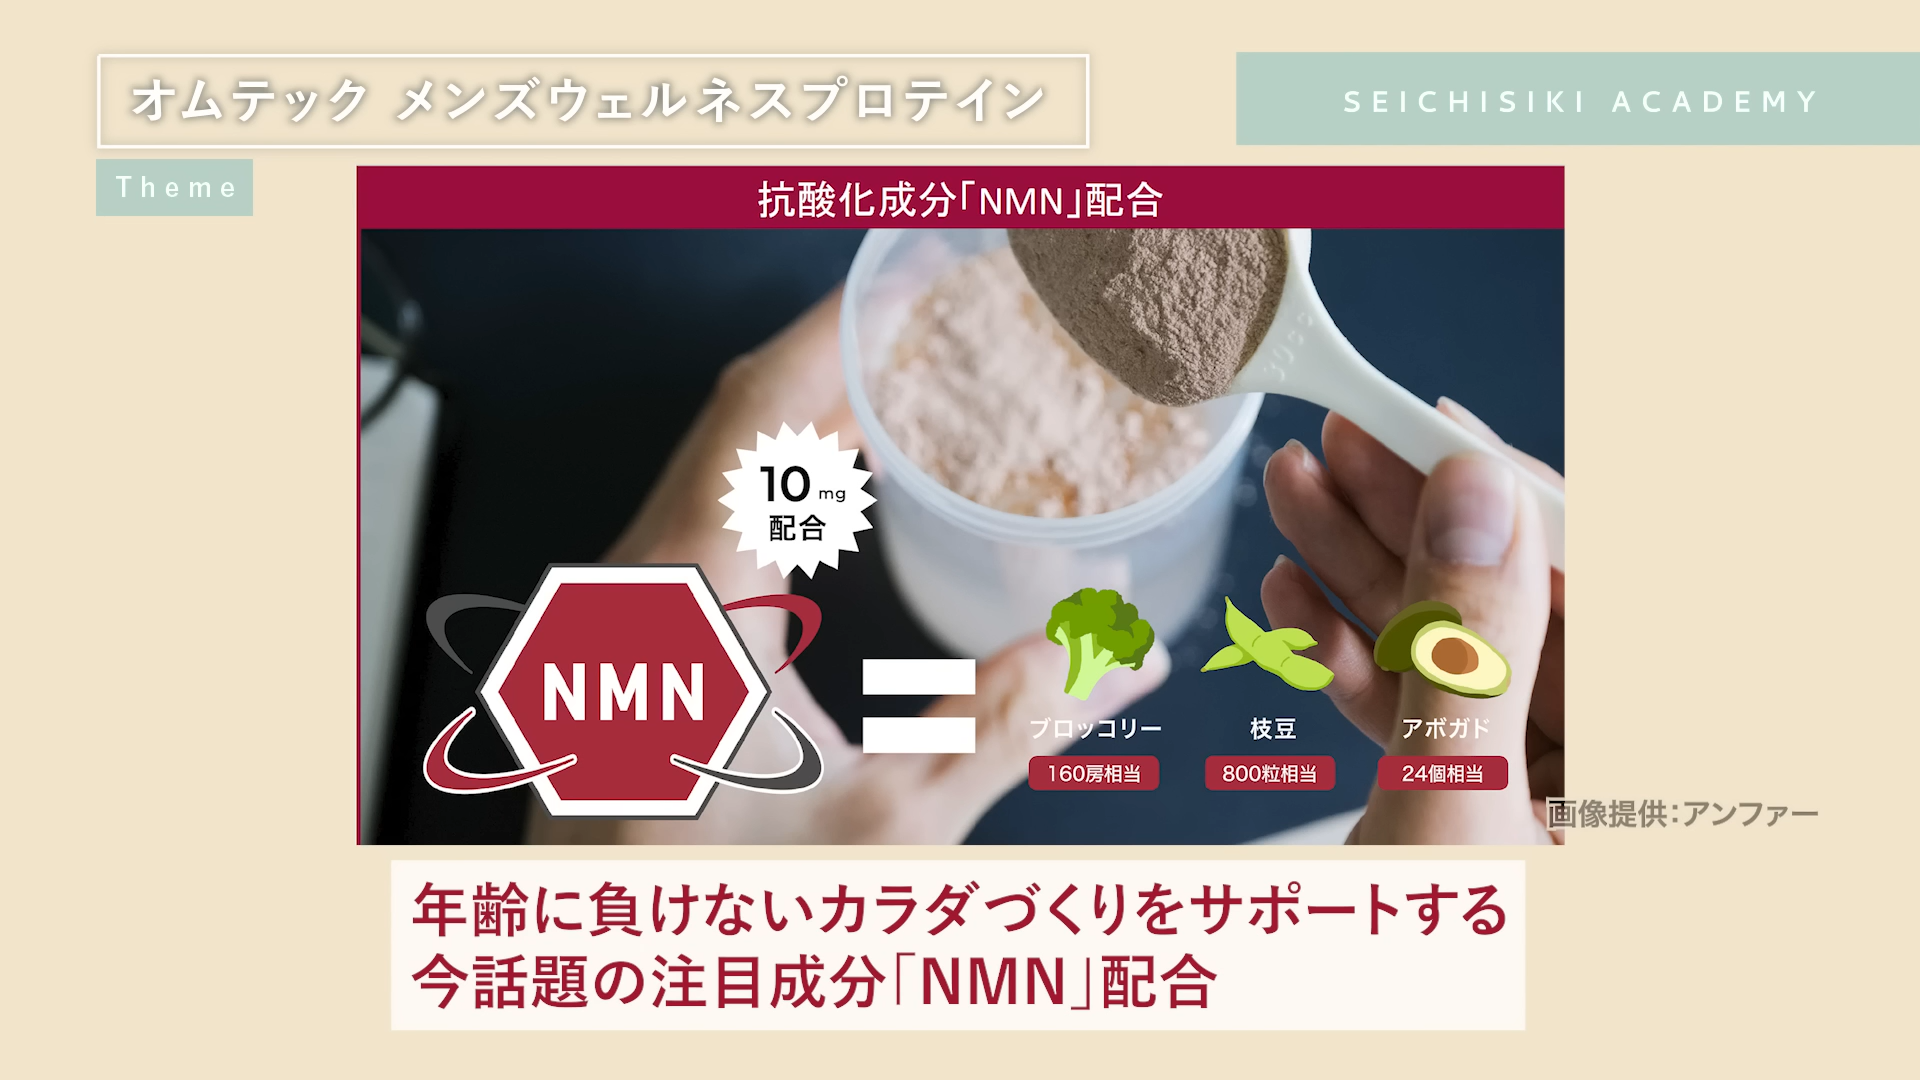 オムテック メンズウェルネスプロテイン
SEICHISIKI ACADEMY
Theme
抗酸化成分「NMN」配合
10mg
配合
NMN
ブロッコリー
160房相当
枝豆
800粒相当
アボガド
24個相当
画像提供：アンファー
年齢に負けないカラダづくりをサポートする
今話題の注目成分「NMN」配合